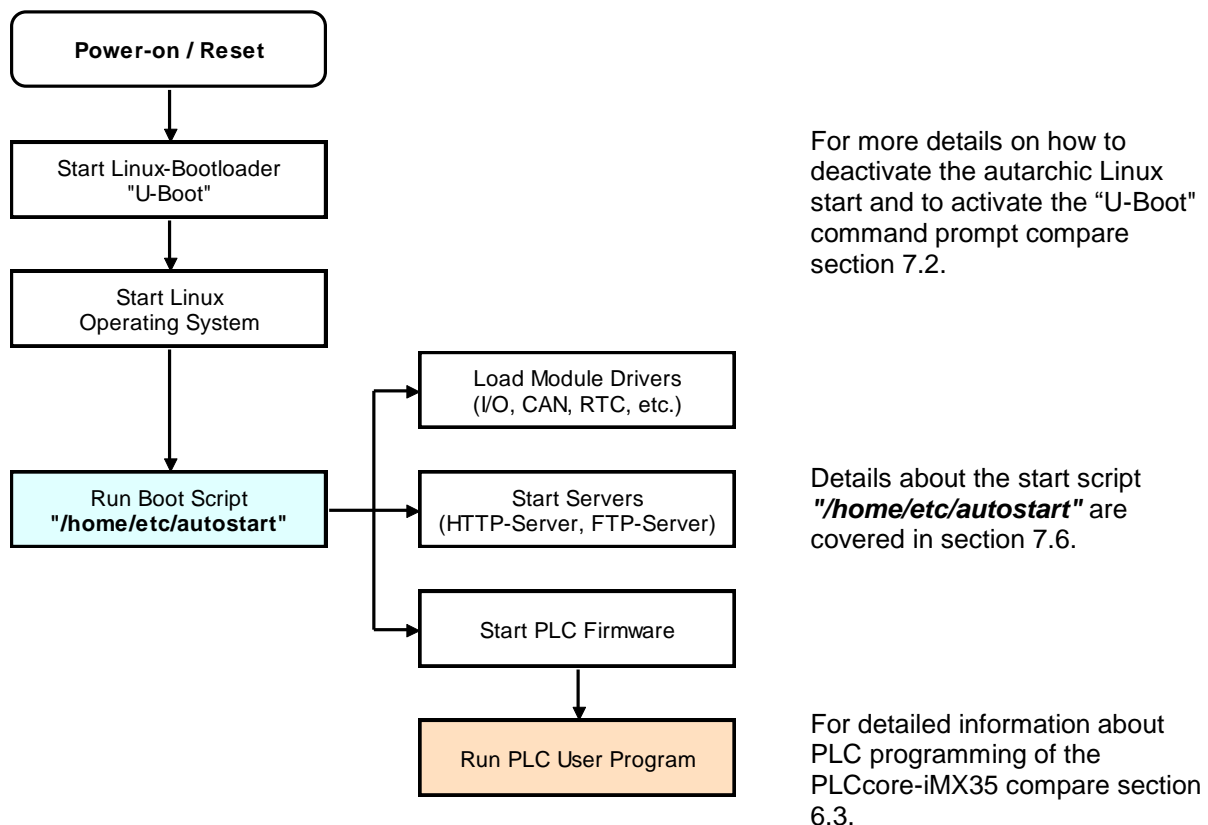 Power-on / Reset
Start Linux-Bootloader
"U-Boot"
For more details on how to
deactivate the autarchic Linux
start and to activate the “U-Boot"
command prompt compare
section 7.2.
Start Linux
Operating System
Load Module Drivers
(I/O, CAN, RTC, etc.)
Run Boot Script
"/home/etc/autostart"
Start Servers
(HTTP-Server, FTP-Server)
Details about the start script
"/home/etc/autostart" are
covered in section 7.6.
Start PLC Firmware
Run PLC User Program
For detailed information about
PLC programming of the
PLCcore-iMX35 compare section
6.3.